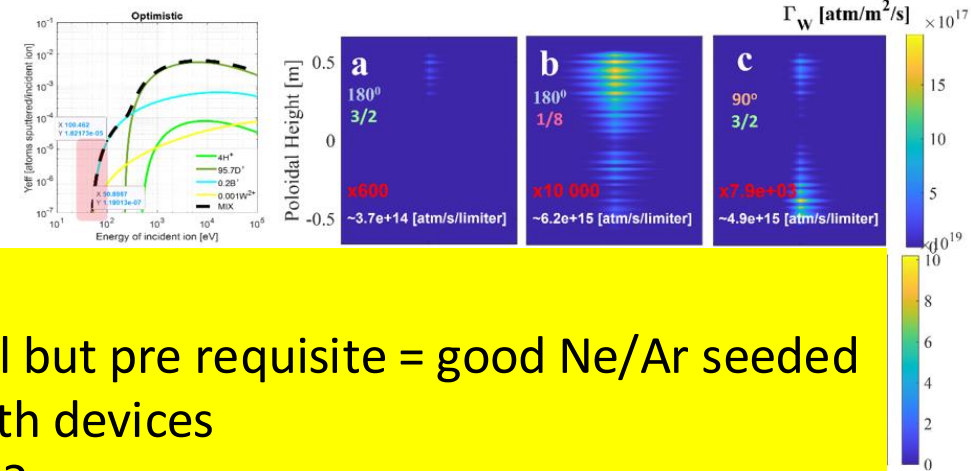 Optimistic
Yeff [atoms sputtered/incident ion]
10⁻¹
10⁻²
10⁻³
10⁻⁴
10⁻⁵
10⁻⁶
10⁻⁷
X 108.462
Y 1.82173e-05
Y 1.19013e-07
4H⁺
95.7D⁺
0.2B⁺
0.001W²⁺
MIX
10¹ 10² 10³ 10⁴ 10⁵
Energy of incident ion [eV]
Poloidal Height [m]
0.5
0
-0.5
a
180⁰
3/2
x600
~3.7e+14 [atm/s/limiter]
b
180⁰
1/8
x10 000
~6.2e+15 [atm/s/limiter]
c
90°
3/2
x7.9e+03
~4.9e+15 [atm/s/limiter]
Γ_W [atm/m²/s]
×10¹⁷
15
10
5
×10¹⁹
10
8
6
4
2
0
l but pre requisite = good Ne/Ar seeded
th devices